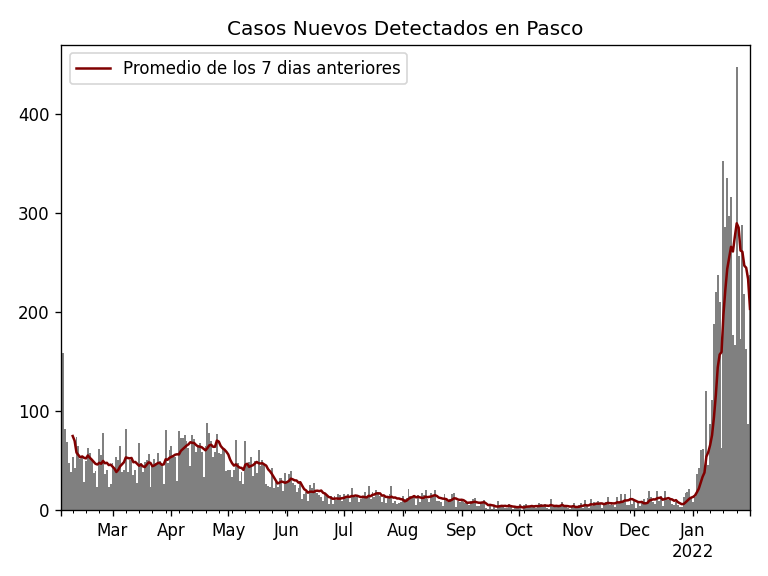 Casos Nuevos Detectados en Pasco
Promedio de los 7 dias anteriores
400
300
200
100
0
Mar Apr May Jun Jul Aug Sep Oct Nov Dec Jan
2022